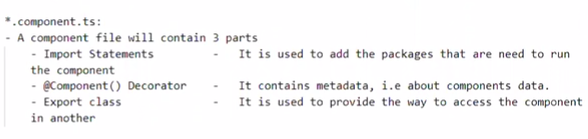 *.component.ts:
- A component file will contain 3 parts
- Import Statements - It is used to add the packages that are need to run
the component
- @Component() Decorator - It contains metadata, i.e about components data.
- Export class - It is used to provide the way to access the component
in another